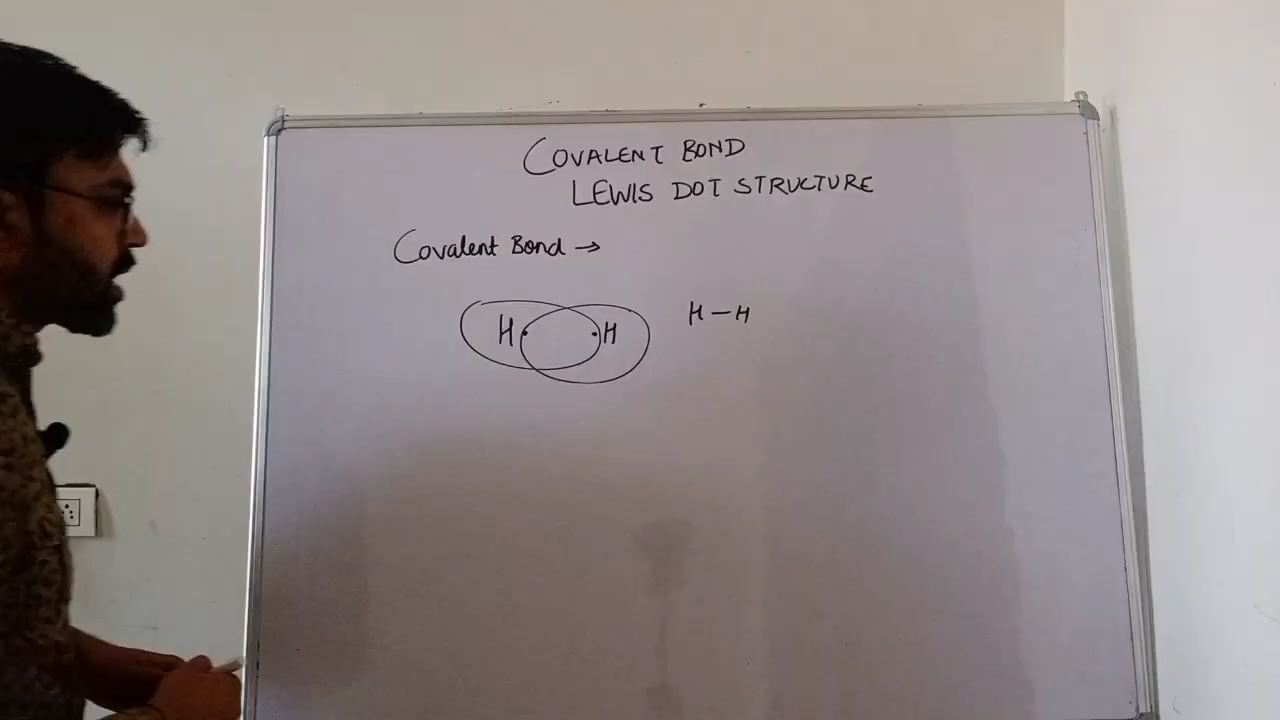 COVALENT BOND
LEWIS DOT STRUCTURE
Covalent Bond →
H· ·H H–H